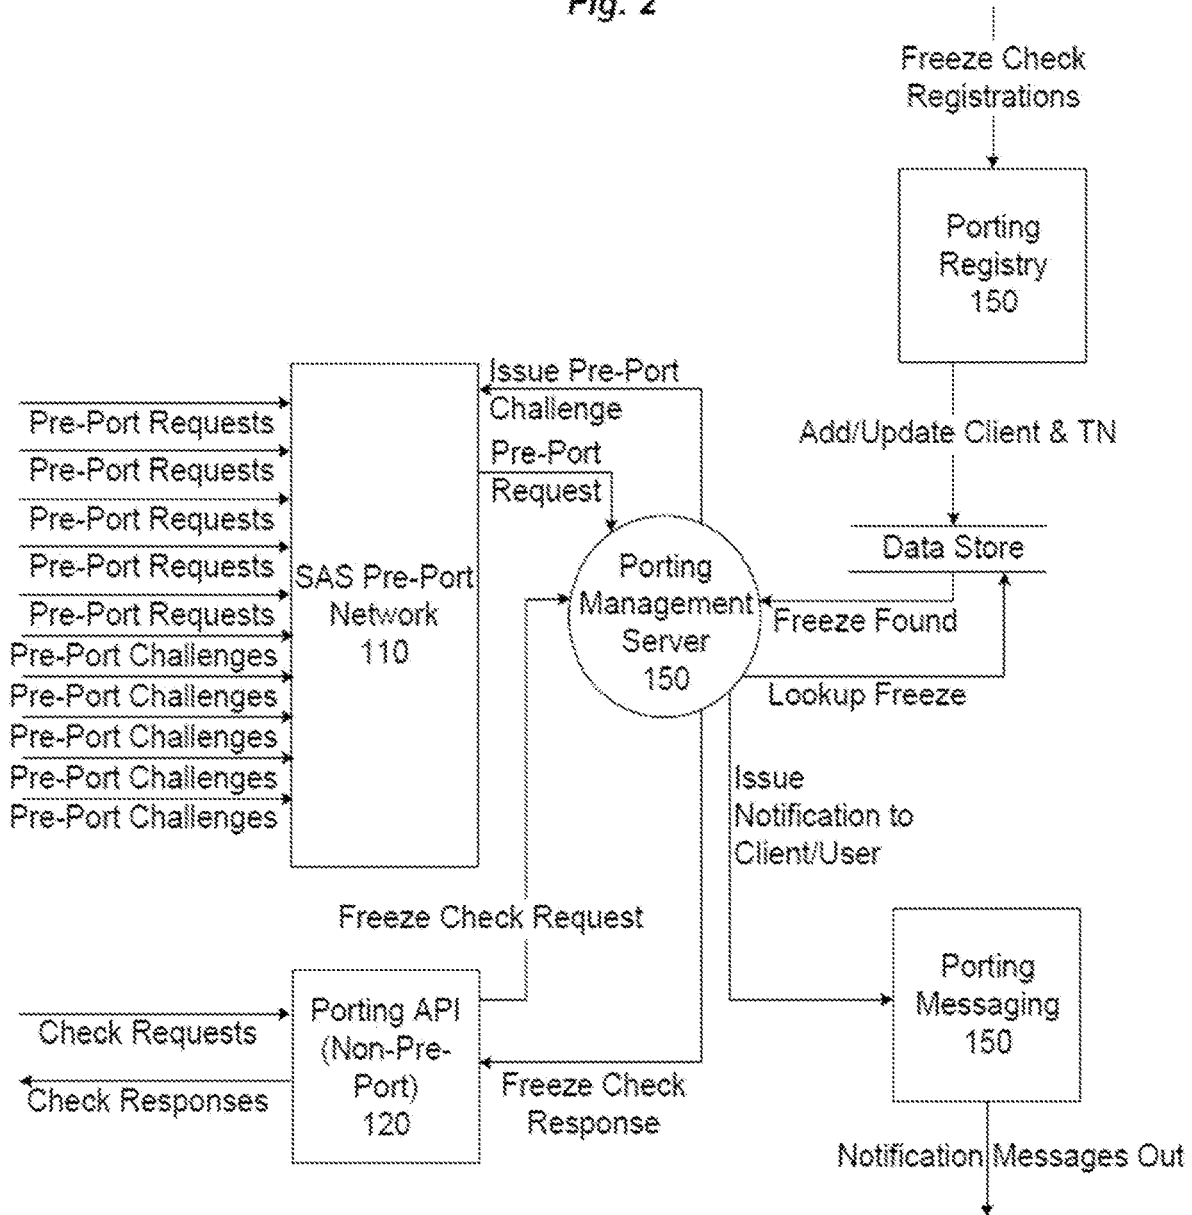 Fig. 2
Freeze Check
Registrations
Porting
Registry
150
Add/Update Client & TN
Data Store
Freeze Found
Lookup Freeze
Issue Pre-Port
Challenge
Pre-Port
Request
Pre-Port Requests
Pre-Port Requests
Pre-Port Requests
Pre-Port Requests
Pre-Port Requests
Pre-Port Challenges
Pre-Port Challenges
Pre-Port Challenges
Pre-Port Challenges
Pre-Port Challenges
SAS Pre-Port
Network
110
Porting
Management
Server
150
Issue
Notification to
Client/User
Freeze Check Request
Check Requests
Check Responses
Porting API
(Non-Pre-
Port)
120
Freeze Check
Response
Porting
Messaging
150
Notification Messages Out